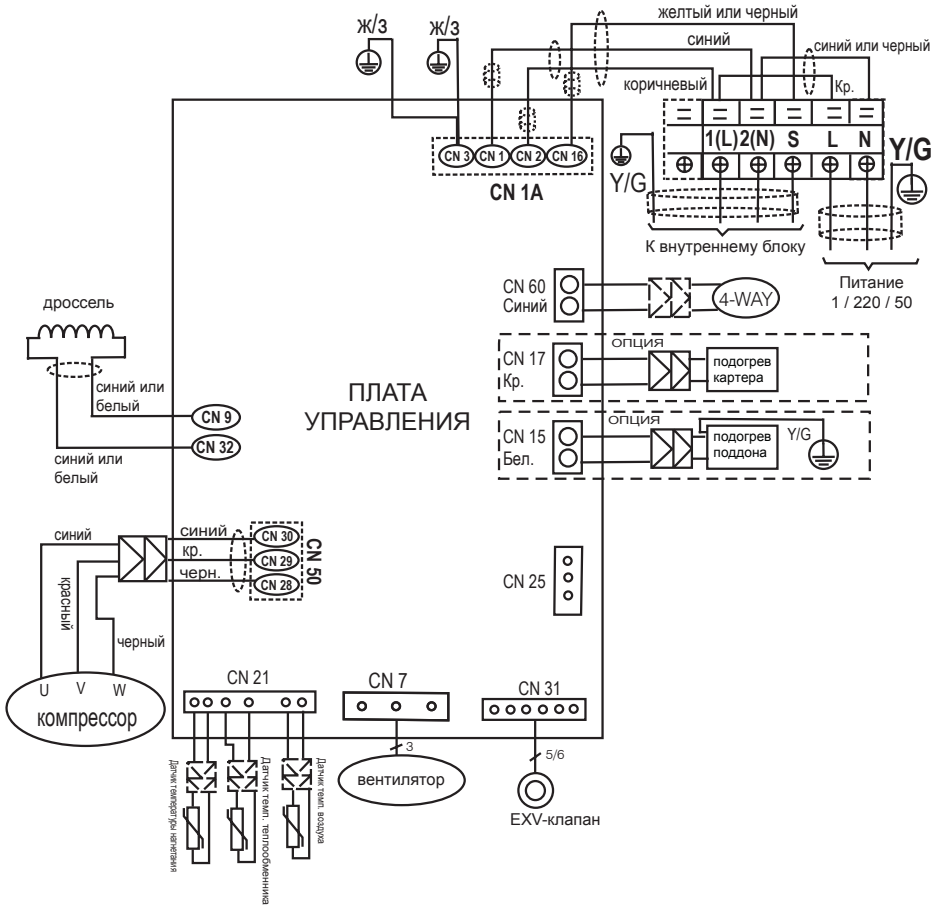 желтый или черный
Ж/З
Ж/З
синий
синий или черный
коричневый
Кр.
1(L)
2(N)
S
L
N
Y/G
Y/G
CN 3
CN 1
CN 2
CN 16
CN 1A
К внутреннему блоку
Питание
1 / 220 / 50
CN 60
Синий
4-WAY
дроссель
ОПЦИЯ
CN 17
Кр.
подогрев
картера
синий или
белый
CN 9
ПЛАТА
УПРАВЛЕНИЯ
ОПЦИЯ
CN 15
Бел.
подогрев
поддона
Y/G
CN 32
синий или
белый
синий
синий
CN 30
кр.
CN 29
черн.
CN 28
CN 50
красный
черный
CN 25
U
V
W
компрессор
CN 21
CN 7
CN 31
3
5/6
вентилятор
EXV-клапан
Датчик температуры нагнетания
Датчик темп. теплообменника
Датчик темп. воздуха